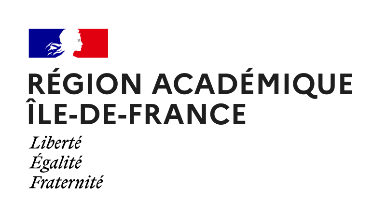 RÉGION ACADÉMIQUE
ÎLE-DE-FRANCE
Liberté
Égalité
Fraternité